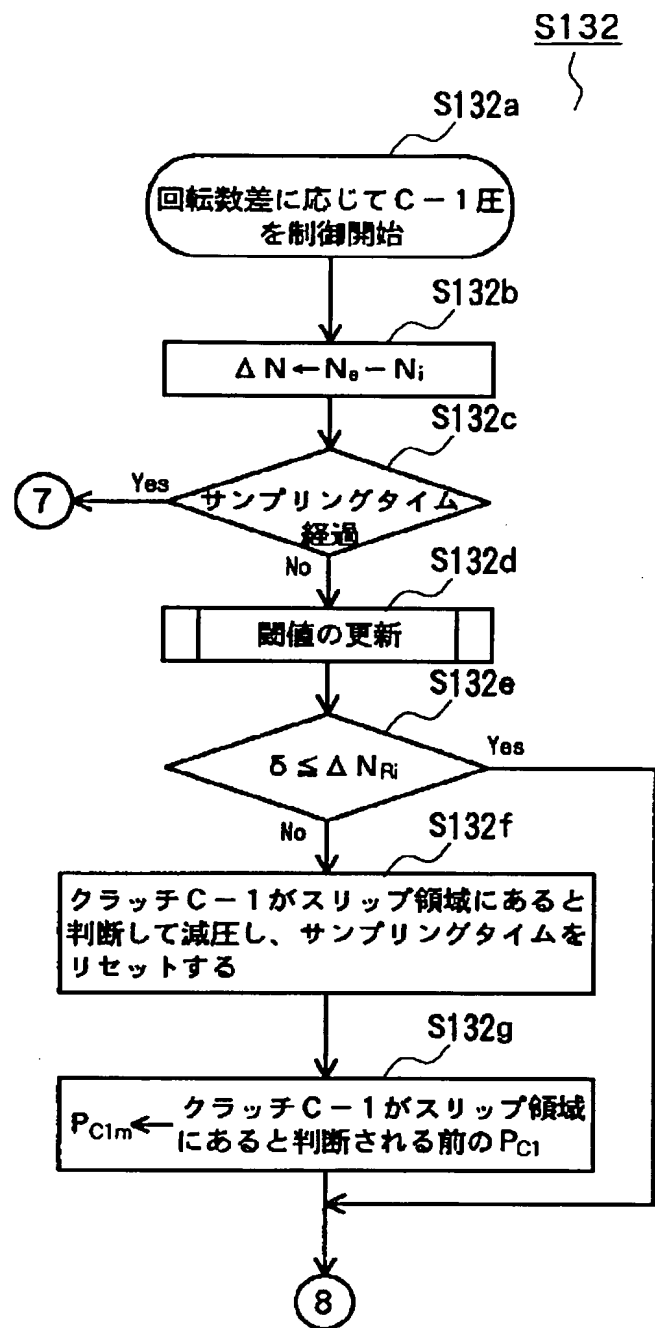 S132
S132a
回転数差に応じてC-1圧
を制御開始
S132b
ΔN←Ne-Ni
S132c
Yes
7
サンプリングタイム
経過
No
S132d
閾値の更新
S132e
δ≦ΔNRi
Yes
No
S132f
クラッチC-1がスリップ領域にあると
判断して減圧し、サンプリングタイムを
リセットする
S132g
PC1m← クラッチC-1がスリップ領域
にあると判断される前のPC1
8